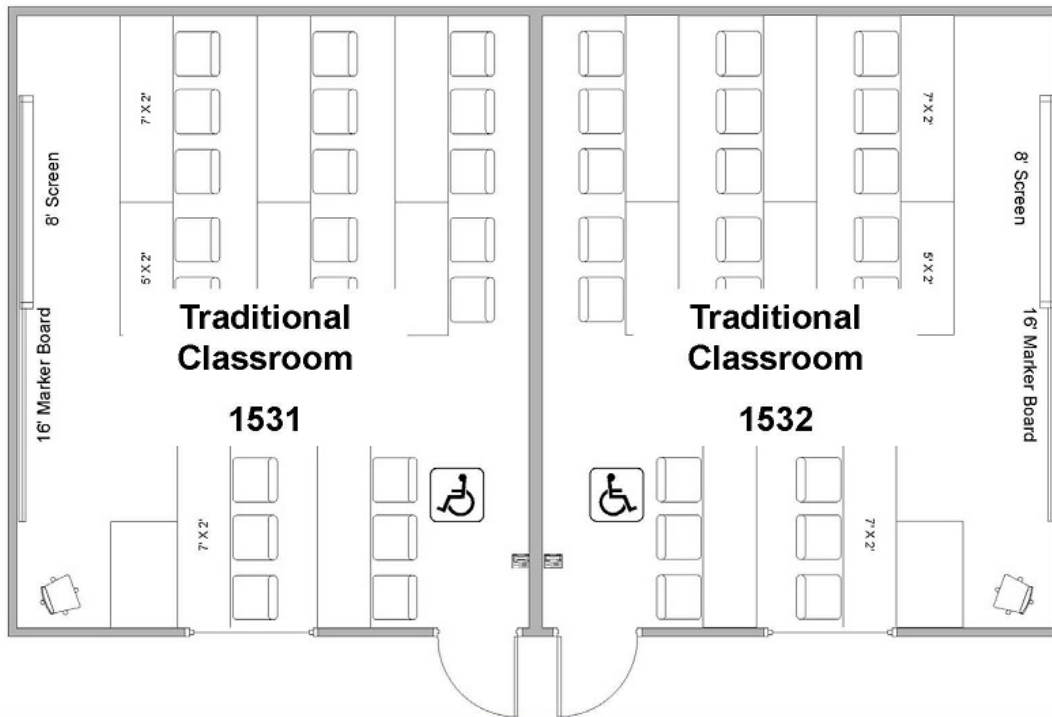 7' X 2'
8' Screen
5' X 2'
16' Marker Board
Traditional
Classroom
1531
7' X 2'
7' X 2'
8' Screen
5' X 2'
16' Marker Board
Traditional
Classroom
1532
7' X 2'